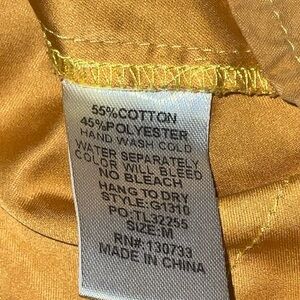 55%COTTON
45%POLYESTER
HAND WASH COLD
WATER SEPARATELY
COLOR WILL BLEED
NO BLEACH
HANG TO DRY
STYLE:G1310
PO:TL32255
SIZE:M
RN#:130733
MADE IN CHINA